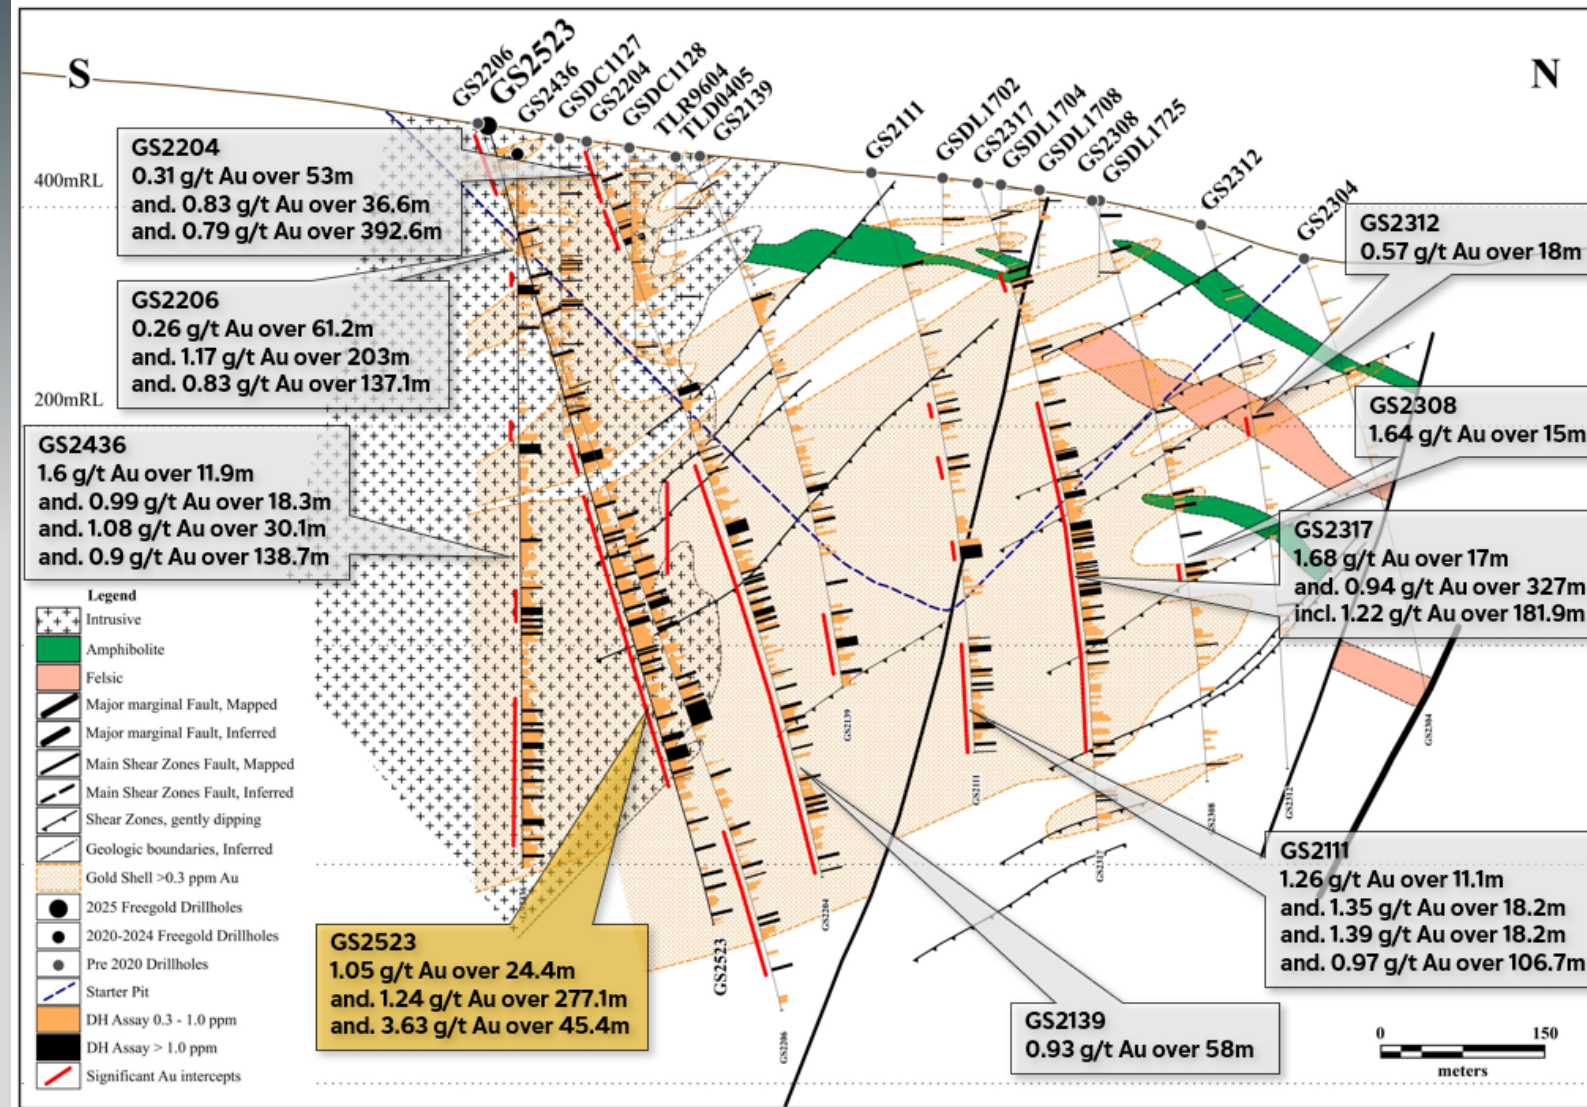 S
N
GS2206
GS2523
GS2436
GSDC1127
GS2204
GSDC1128
TLR9604
TLD0405
GS2139
GS2111
GSDL1702
GS2317
GSDL1704
GSDL1708
GS2308
GSDL1725
GS2312
GS2304
400mRL
200mRL
GS2204
0.31 g/t Au over 53m
and. 0.83 g/t Au over 36.6m
and. 0.79 g/t Au over 392.6m
GS2206
0.26 g/t Au over 61.2m
and. 1.17 g/t Au over 203m
and. 0.83 g/t Au over 137.1m
GS2436
1.6 g/t Au over 11.9m
and. 0.99 g/t Au over 18.3m
and. 1.08 g/t Au over 30.1m
and. 0.9 g/t Au over 138.7m
GS2312
0.57 g/t Au over 18m
GS2308
1.64 g/t Au over 15m
GS2317
1.68 g/t Au over 17m
and. 0.94 g/t Au over 327m
incl. 1.22 g/t Au over 181.9m
GS2111
1.26 g/t Au over 11.1m
and. 1.35 g/t Au over 18.2m
and. 1.39 g/t Au over 18.2m
and. 0.97 g/t Au over 106.7m
GS2139
0.93 g/t Au over 58m
GS2523
1.05 g/t Au over 24.4m
and. 1.24 g/t Au over 277.1m
and. 3.63 g/t Au over 45.4m
Legend
Intrusive
Amphibolite
Felsic
Major marginal Fault, Mapped
Major marginal Fault, Inferred
Main Shear Zones Fault, Mapped
Main Shear Zones Fault, Inferred
Shear Zones, gently dipping
Geologic boundaries, Inferred
Gold Shell >0.3 ppm Au
2025 Freegold Drillholes
2020-2024 Freegold Drillholes
Pre 2020 Drillholes
Starter Pit
DH Assay 0.3 - 1.0 ppm
DH Assay > 1.0 ppm
Significant Au intercepts
GS2523
GS2206
GS2204
GS2139
GS2111
GS2317
GS2308
GS2312
GS2304
0 150
meters